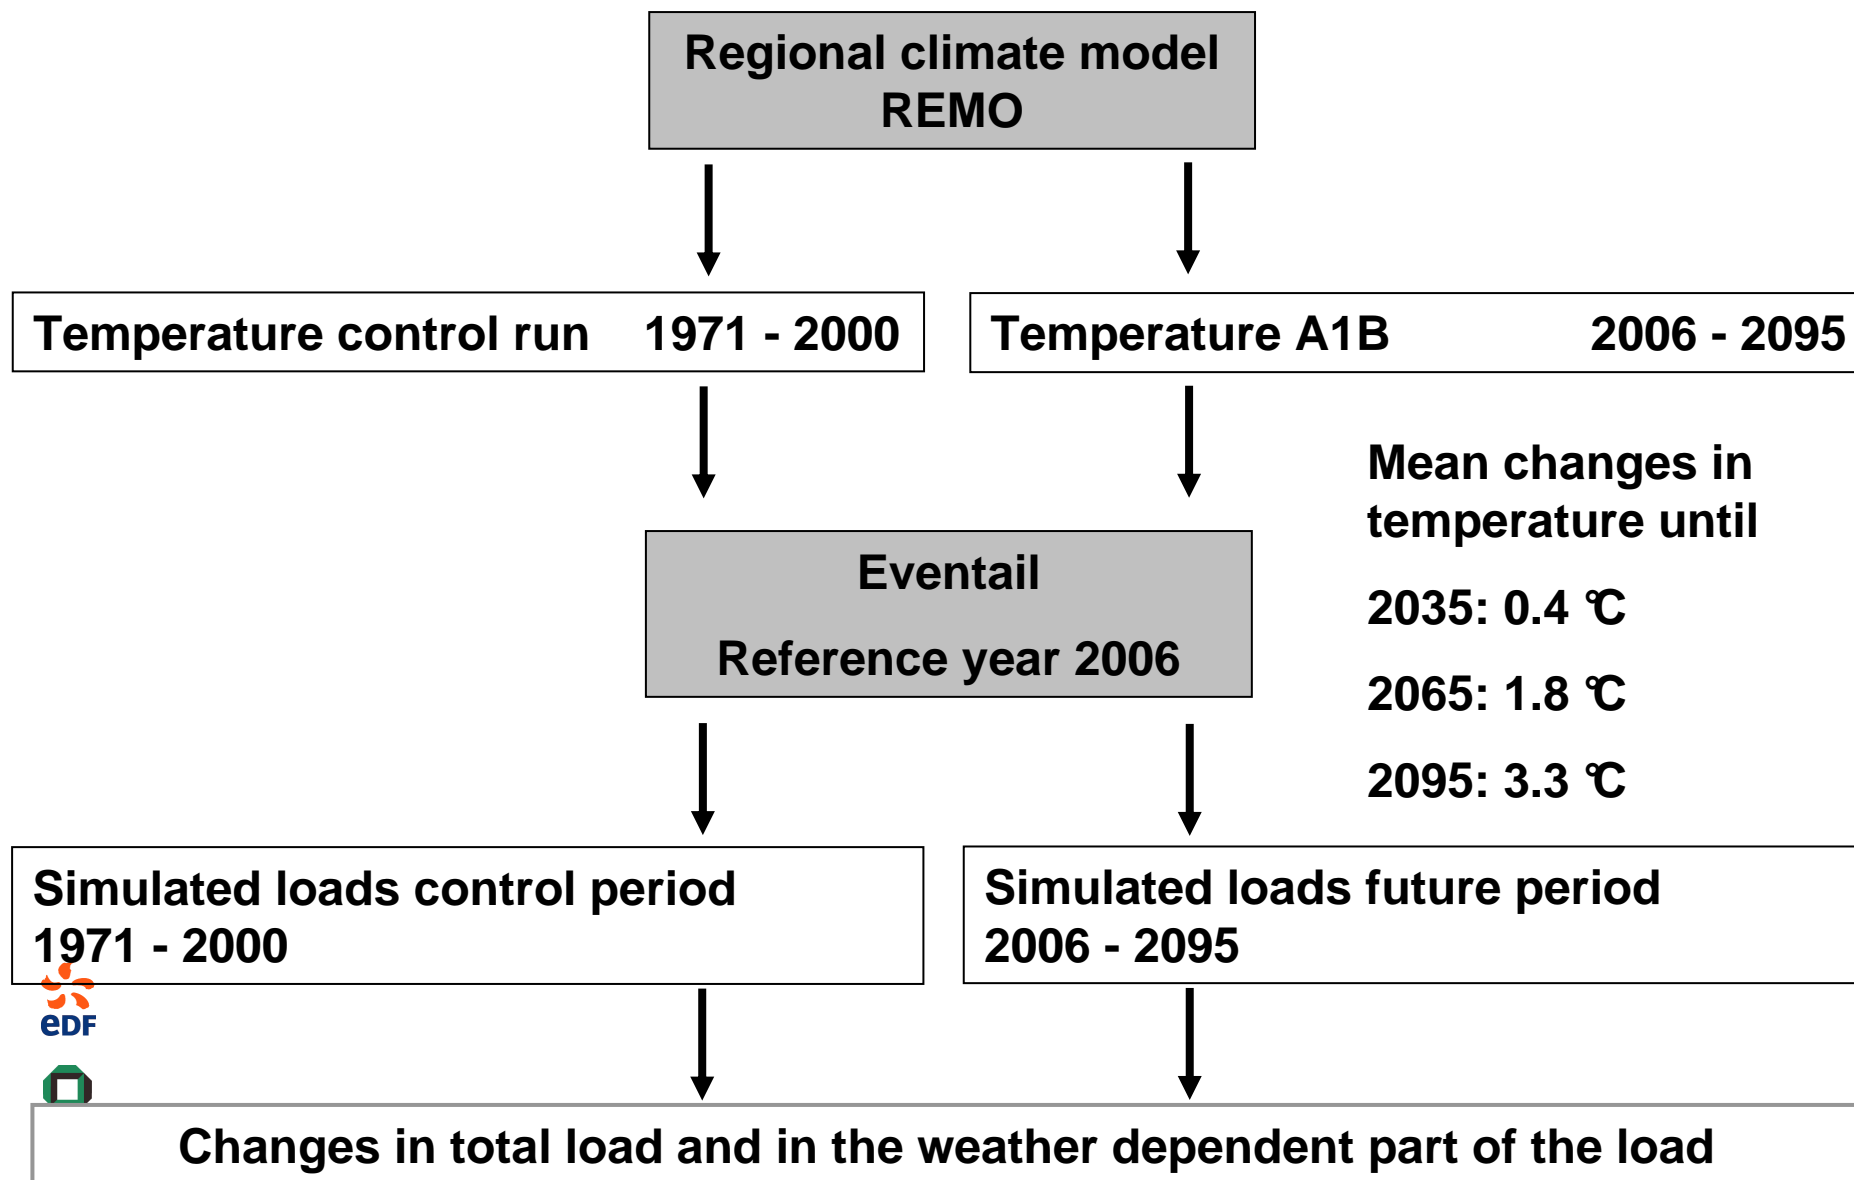 Regional climate model
REMO
Temperature control run 1971 - 2000
Temperature A1B 2006 - 2095
Mean changes in
temperature until
2035: 0.4 °C
2065: 1.8 °C
2095: 3.3 °C
Eventail
Reference year 2006
Simulated loads control period
1971 - 2000
Simulated loads future period
2006 - 2095
eDF
Changes in total load and in the weather dependent part of the load